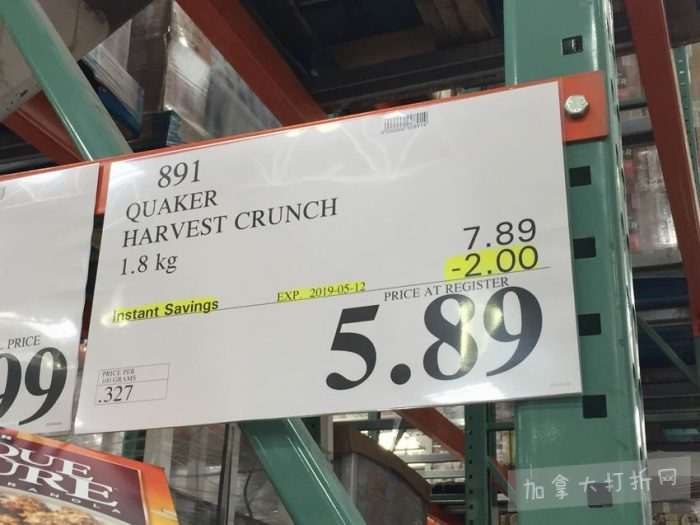 891
QUAKER
HARVEST CRUNCH
1.8 kg
7.89
-2.00
Instant Savings
EXP. 2019-05-12
PRICE AT REGISTER
5.89
PRICE PER
100 GRAMS
.327
PRICE
99
加拿大打折网